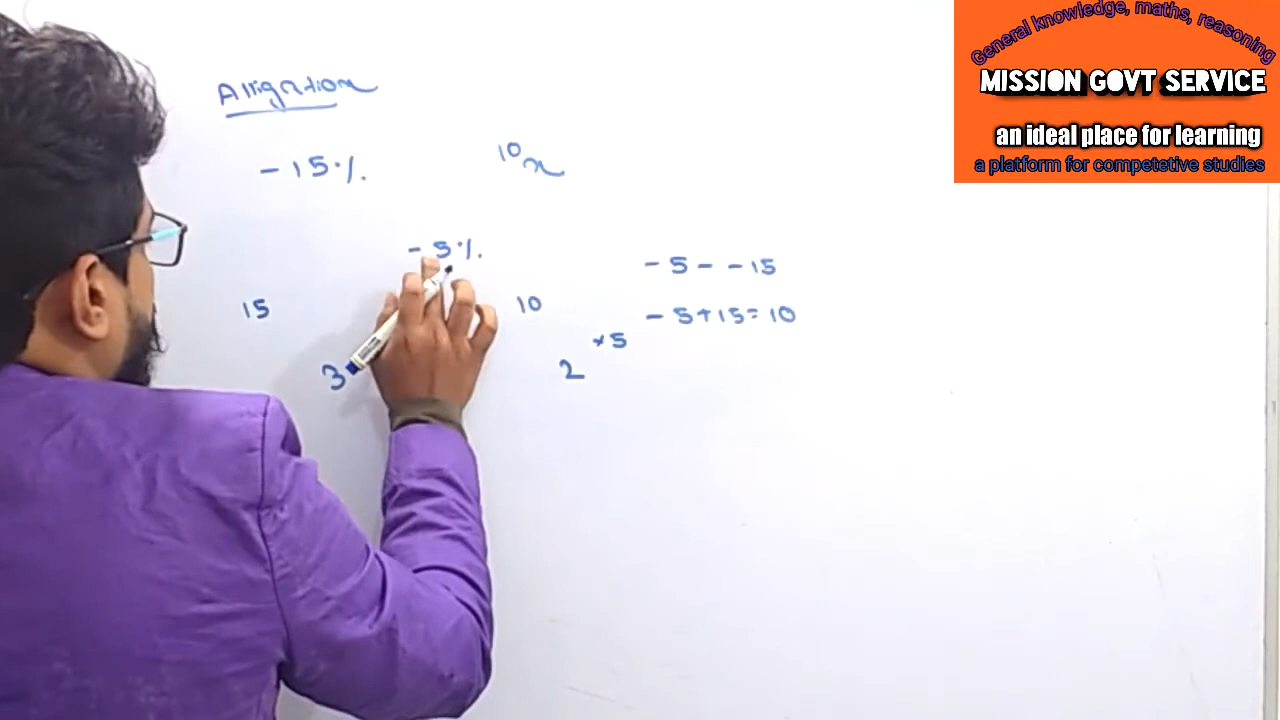 General knowledge, maths, reasoning
MISSION GOVT SERVICE
an ideal place for learning
a platform for competetive studies
Alligation
-15%. 10x
-5%.
- 5 - - 15
15 10
- 5 + 15 = 10
3 2 × 5